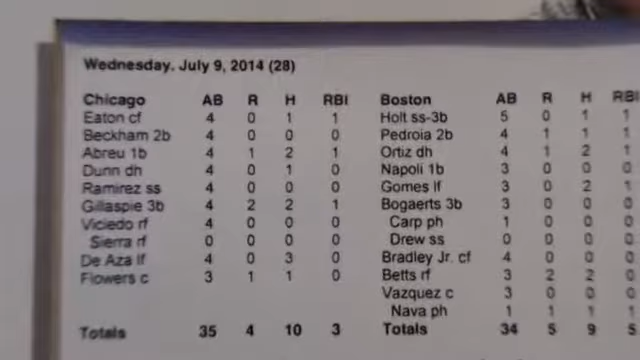 Wednesday, July 9, 2014 (28)
Chicago AB R H RBI Boston AB R H RBI
Eaton cf 4 0 1 1 Holt ss-3b 5 0 1 1
Beckham 2b 4 0 0 0 Pedroia 2b 4 1 1 1
Abreu 1b 4 1 2 1 Ortiz dh 4 1 2 1
Dunn dh 4 0 1 0 Napoli 1b 3 0 0 0
Ramirez ss 4 0 0 0 Gomes lf 3 0 2 1
Gillaspie 3b 4 2 2 1 Bogaerts 3b 3 0 0 0
Viciedo rf 4 0 0 0 Carp ph 1 0 0 0
Sierra rf 0 0 0 0 Drew ss 0 0 0 0
De Aza lf 4 0 3 0 Bradley Jr. cf 4 0 0 0
Flowers c 3 1 1 0 Betts rf 3 2 2 0
Vazquez c 3 0 0 0
Nava ph 1 1 1 1
Totals 35 4 10 3 Totals 34 5 9 5